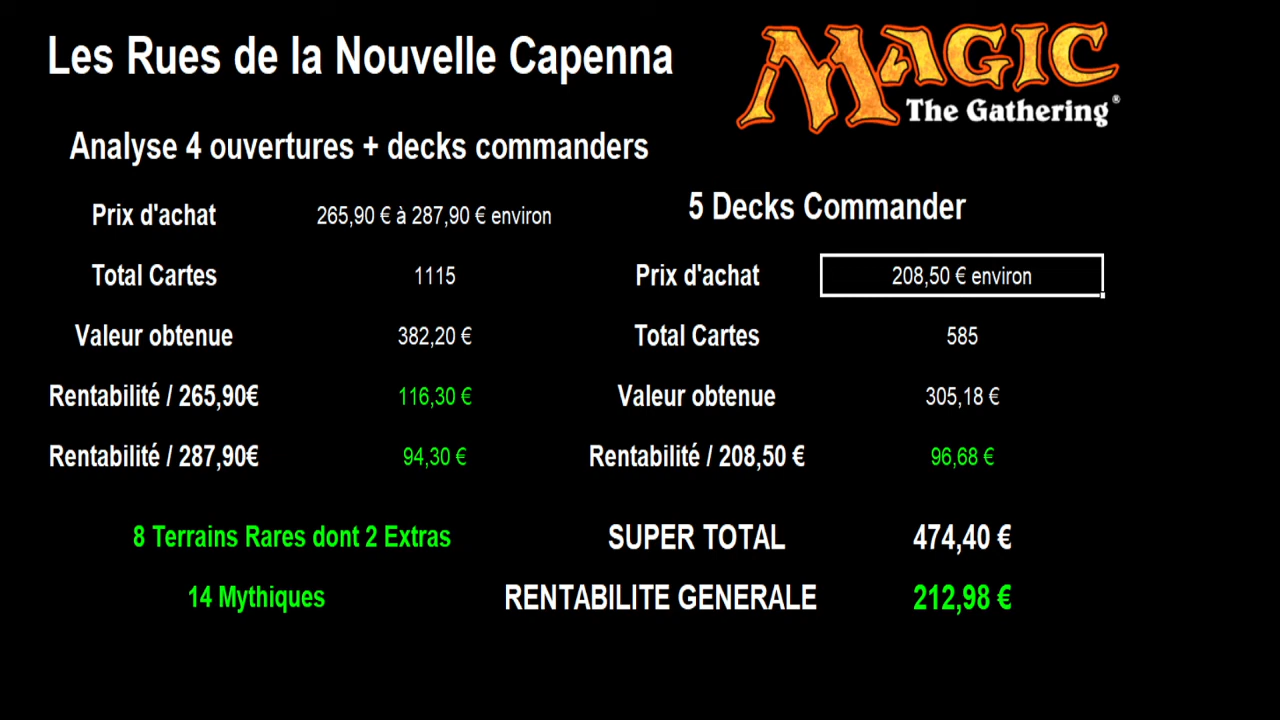 Les Rues de la Nouvelle Capenna
MAGIC
The Gathering®
Analyse 4 ouvertures + decks commanders
Prix d'achat 265,90 € à 287,90 € environ
Total Cartes 1115
Valeur obtenue 382,20 €
Rentabilité / 265,90€ 116,30 €
Rentabilité / 287,90€ 94,30 €
8 Terrains Rares dont 2 Extras
14 Mythiques
5 Decks Commander
Prix d'achat 208,50 € environ
Total Cartes 585
Valeur obtenue 305,18 €
Rentabilité / 208,50 € 96,68 €
SUPER TOTAL 474,40 €
RENTABILITE GENERALE 212,98 €